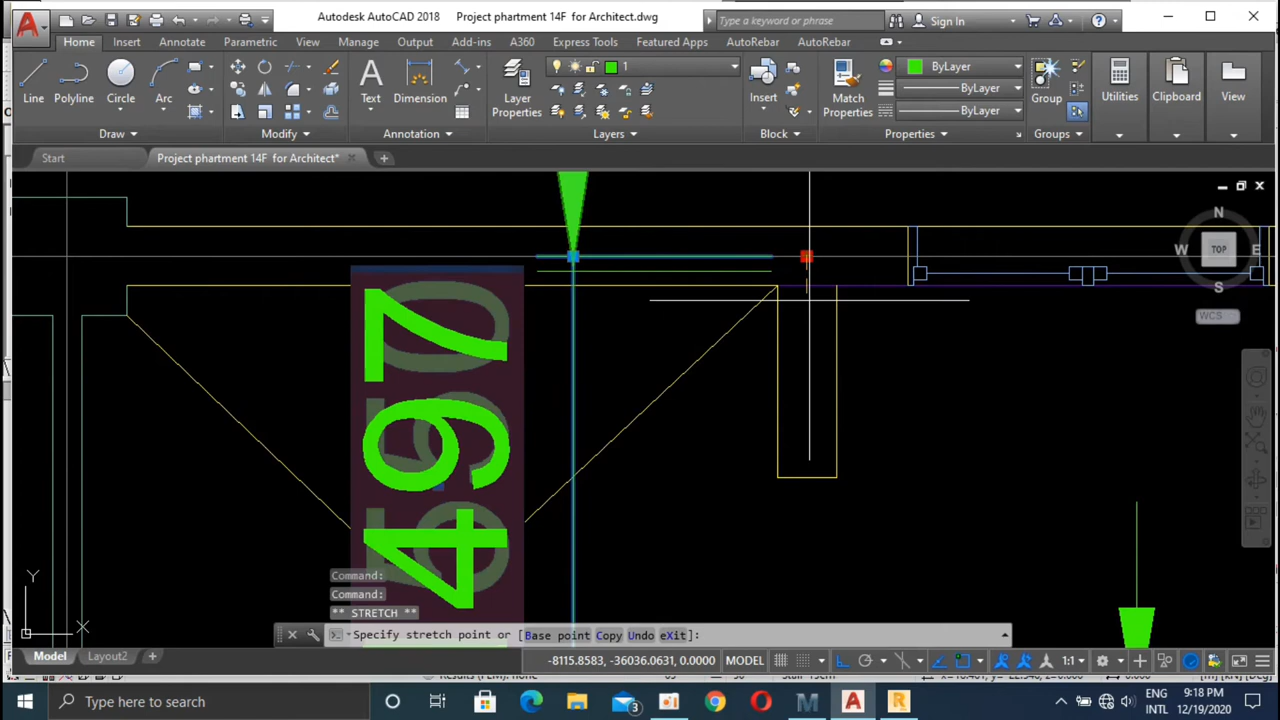 Autodesk AutoCAD 2018 Project phartment 14F for Architect.dwg
Type a keyword or phrase
Sign In
Home Insert Annotate Parametric View Manage Output Add-ins A360 Express Tools Featured Apps AutoRebar AutoRebar
1
ByLayer
ByLayer
ByLayer
Line Polyline Circle Arc Text Dimension Layer Properties Insert Match Properties Group Utilities Clipboard View
Draw Modify Annotation Layers Block Properties Groups
Start Project phartment 14F for Architect*
N
W TOP E
S
WCS
497
Y
X
Command:
Command:
** STRETCH **
Specify stretch point or [Base point Copy Undo eXit]:
Model Layout2
-8115.8583, -36036.0631, 0.0000 MODEL 1:1
Type here to search
3
ENG 9:18 PM
INTL 12/19/2020